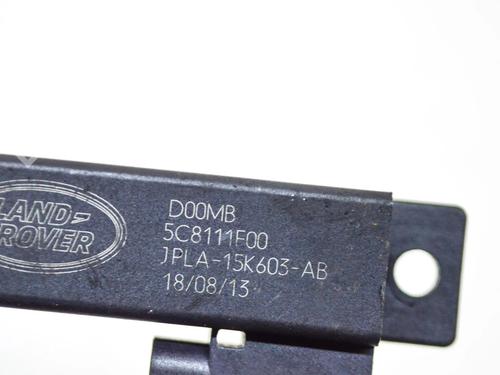 LAND-
ROVER
D00MB
5C8111F00
JPLA-15K603-AB
18/08/13